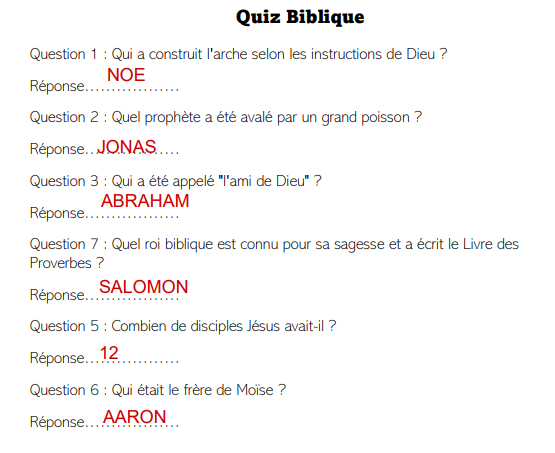 Quiz Biblique
Question 1 : Qui a construit l'arche selon les instructions de Dieu ?
Réponse.................. NOE
Question 2 : Quel prophète a été avalé par un grand poisson ?
Réponse.................. JONAS
Question 3 : Qui a été appelé "l'ami de Dieu" ?
Réponse.................. ABRAHAM
Question 7 : Quel roi biblique est connu pour sa sagesse et a écrit le Livre des
Proverbes ?
Réponse.................. SALOMON
Question 5 : Combien de disciples Jésus avait-il ?
Réponse.................. 12
Question 6 : Qui était le frère de Moïse ?
Réponse.................. AARON